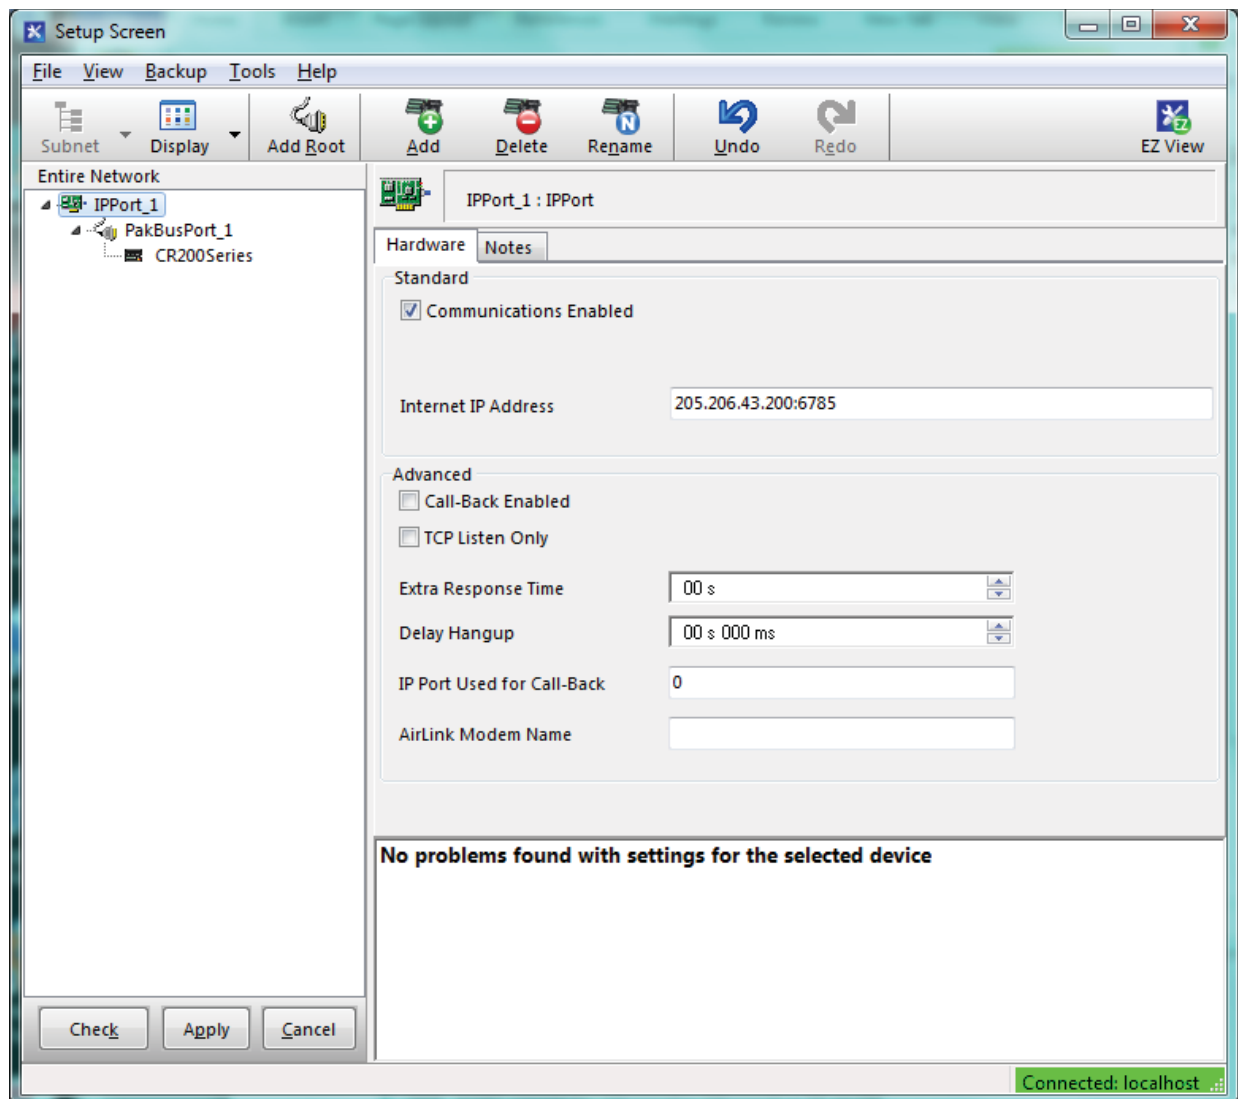 Setup Screen
File View Backup Tools Help
Subnet Display Add Root Add Delete Rename Undo Redo EZ View
Entire Network
IPPort_1
PakBusPort_1
CR200Series
IPPort_1 : IPPort
Hardware Notes
Standard
Communications Enabled
Internet IP Address 205.206.43.200:6785
Advanced
Call-Back Enabled
TCP Listen Only
Extra Response Time 00 s
Delay Hangup 00 s 000 ms
IP Port Used for Call-Back 0
AirLink Modem Name
No problems found with settings for the selected device
Check Apply Cancel
Connected: localhost